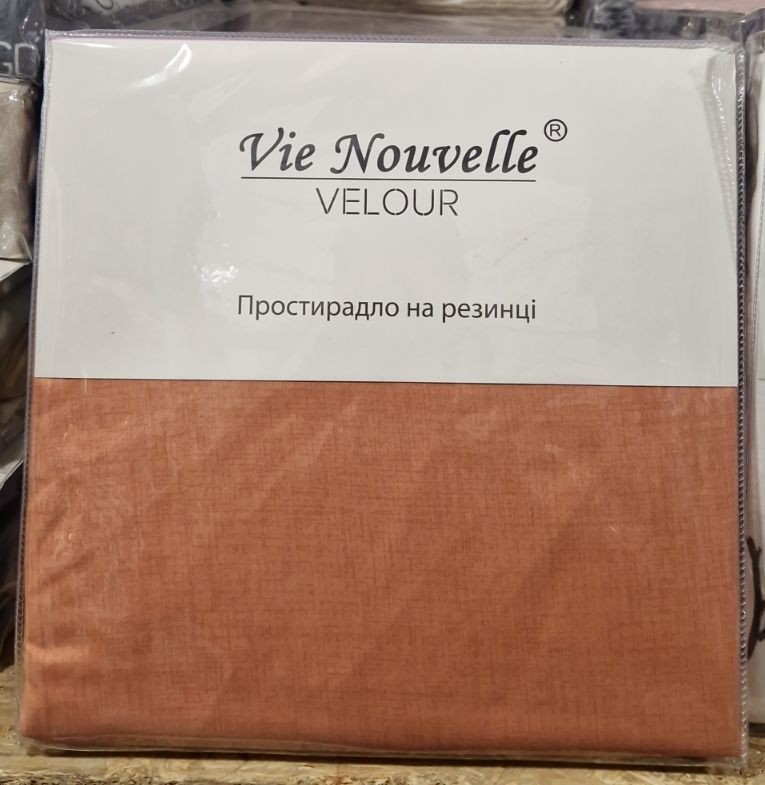 Vie Nouvelle®
VELOUR
Простирадло на резинці